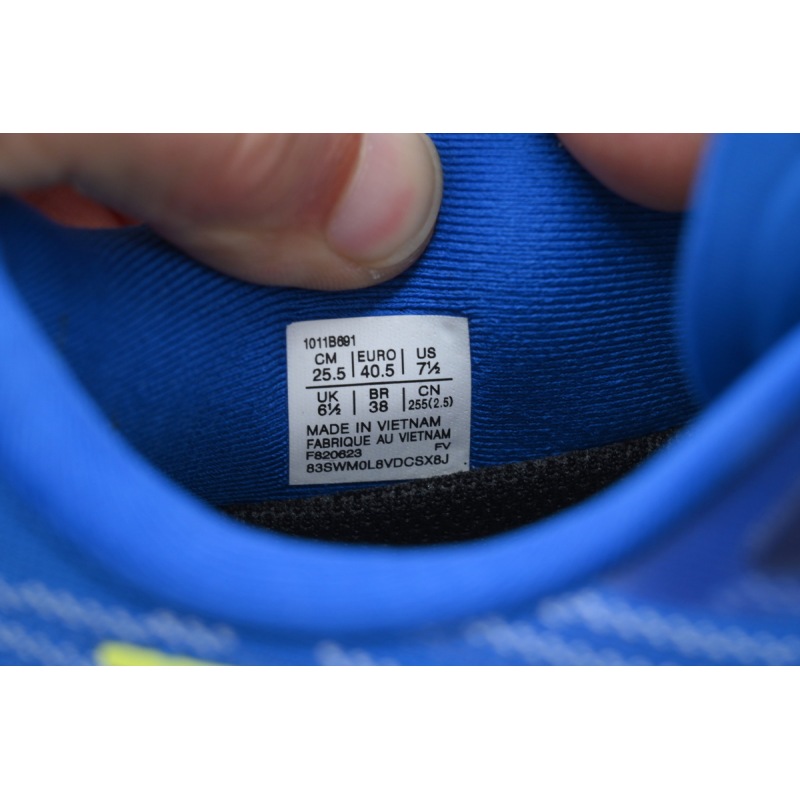 1011B691
CM | EURO | US
25.5 | 40.5 | 7½
UK | BR | CN
6½ | 38 | 255(2.5)
MADE IN VIETNAM
FABRIQUE AU VIETNAM
F820623 FV
83SWM0L8VDCSX8J